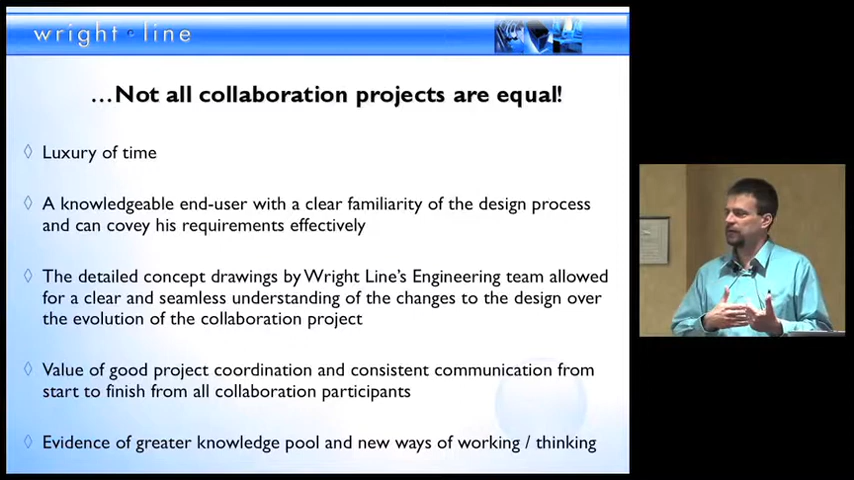 wright line
...Not all collaboration projects are equal!
◊ Luxury of time
◊ A knowledgeable end-user with a clear familiarity of the design process
and can covey his requirements effectively
◊ The detailed concept drawings by Wright Line's Engineering team allowed
for a clear and seamless understanding of the changes to the design over
the evolution of the collaboration project
◊ Value of good project coordination and consistent communication from
start to finish from all collaboration participants
◊ Evidence of greater knowledge pool and new ways of working / thinking